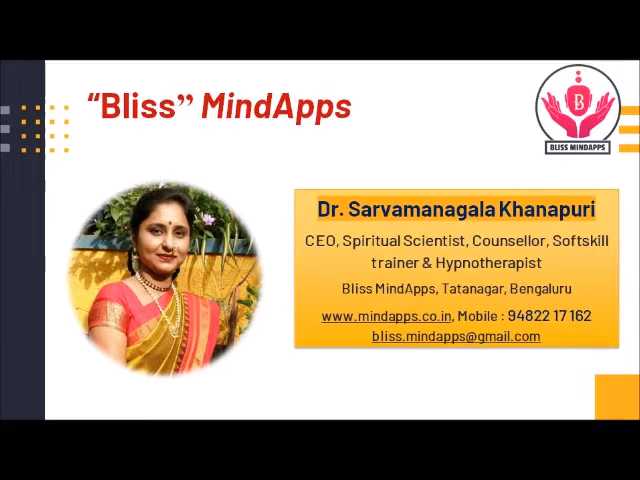 “Bliss” MindApps
B
BLISS MINDAPPS
Dr. Sarvamanagala Khanapuri
CEO, Spiritual Scientist, Counsellor, Softskill
trainer & Hypnotherapist
Bliss MindApps, Tatanagar, Bengaluru
www.mindapps.co.in, Mobile : 94822 17 162
bliss.mindapps@gmail.com